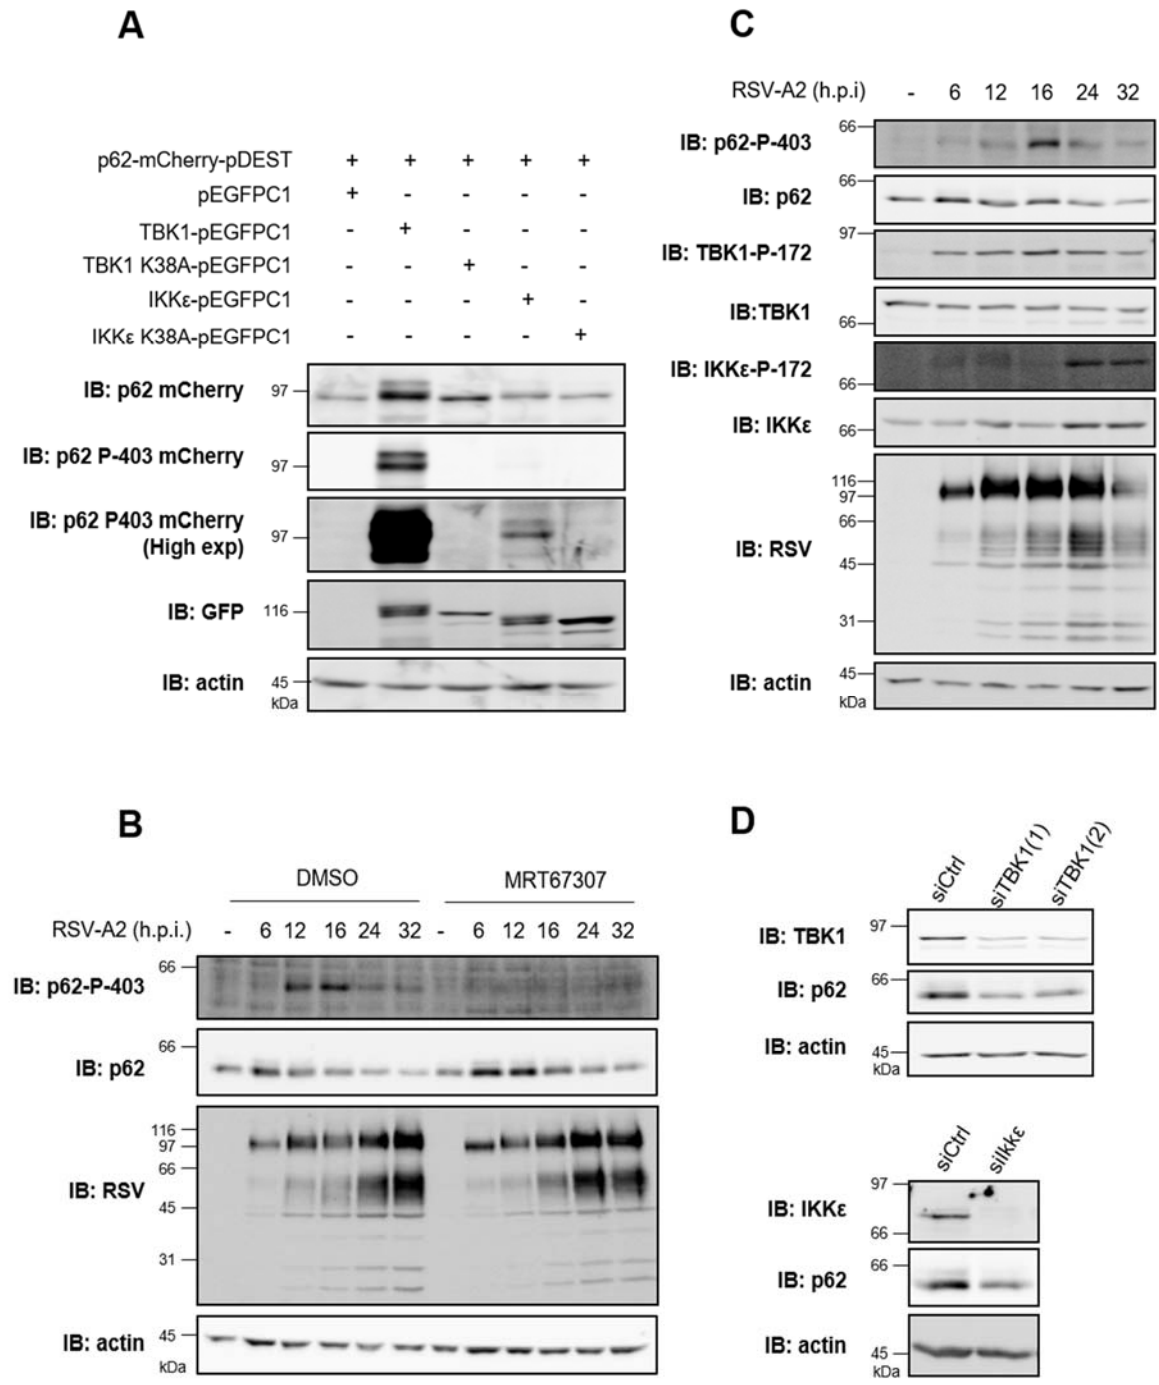 A
p62-mCherry-pDEST + + + + +
pEGFPC1 + - - - -
TBK1-pEGFPC1 - + - - -
TBK1 K38A-pEGFPC1 - - + - -
IKKε-pEGFPC1 - - - + -
IKKε K38A-pEGFPC1 - - - - +
IB: p62 mCherry 97
IB: p62 P-403 mCherry 97
IB: p62 P403 mCherry
(High exp) 97
IB: GFP 116
IB: actin 45
kDa
B
DMSO MRT67307
RSV-A2 (h.p.i.) - 6 12 16 24 32 - 6 12 16 24 32
IB: p62-P-403 66
IB: p62 66
IB: RSV 116
97
66
45
31
IB: actin 45
kDa
C
RSV-A2 (h.p.i) - 6 12 16 24 32
IB: p62-P-403 66
IB: p62 66
IB: TBK1-P-172 97
IB:TBK1 66
IB: IKKε-P-172 66
IB: IKKε 66
IB: RSV 116
97
66
45
31
IB: actin 45
kDa
D
siCtrl siTBK1(1) siTBK1(2)
IB: TBK1 97
IB: p62 66
IB: actin 45
kDa
siCtrl siIkkε
IB: IKKε 97
66
IB: p62 66
IB: actin 45
kDa